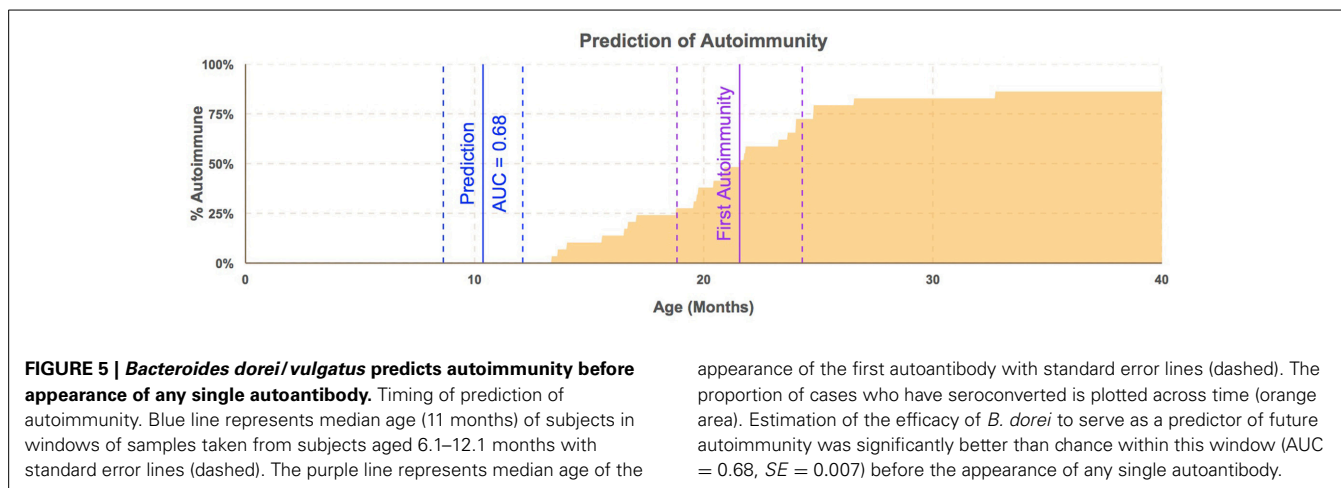 Prediction of Autoimmunity
100%
75%
50%
25%
0%
% Autoimmune
Prediction
AUC = 0.68
First Autoimmunity
0
10
20
30
40
Age (Months)
FIGURE 5 | Bacteroides dorei/vulgatus predicts autoimmunity before
appearance of any single autoantibody. Timing of prediction of
autoimmunity. Blue line represents median age (11 months) of subjects in
windows of samples taken from subjects aged 6.1–12.1 months with
standard error lines (dashed). The purple line represents median age of the
appearance of the first autoantibody with standard error lines (dashed). The
proportion of cases who have seroconverted is plotted across time (orange
area). Estimation of the efficacy of B. dorei to serve as a predictor of future
autoimmunity was significantly better than chance within this window (AUC
= 0.68, SE = 0.007) before the appearance of any single autoantibody.